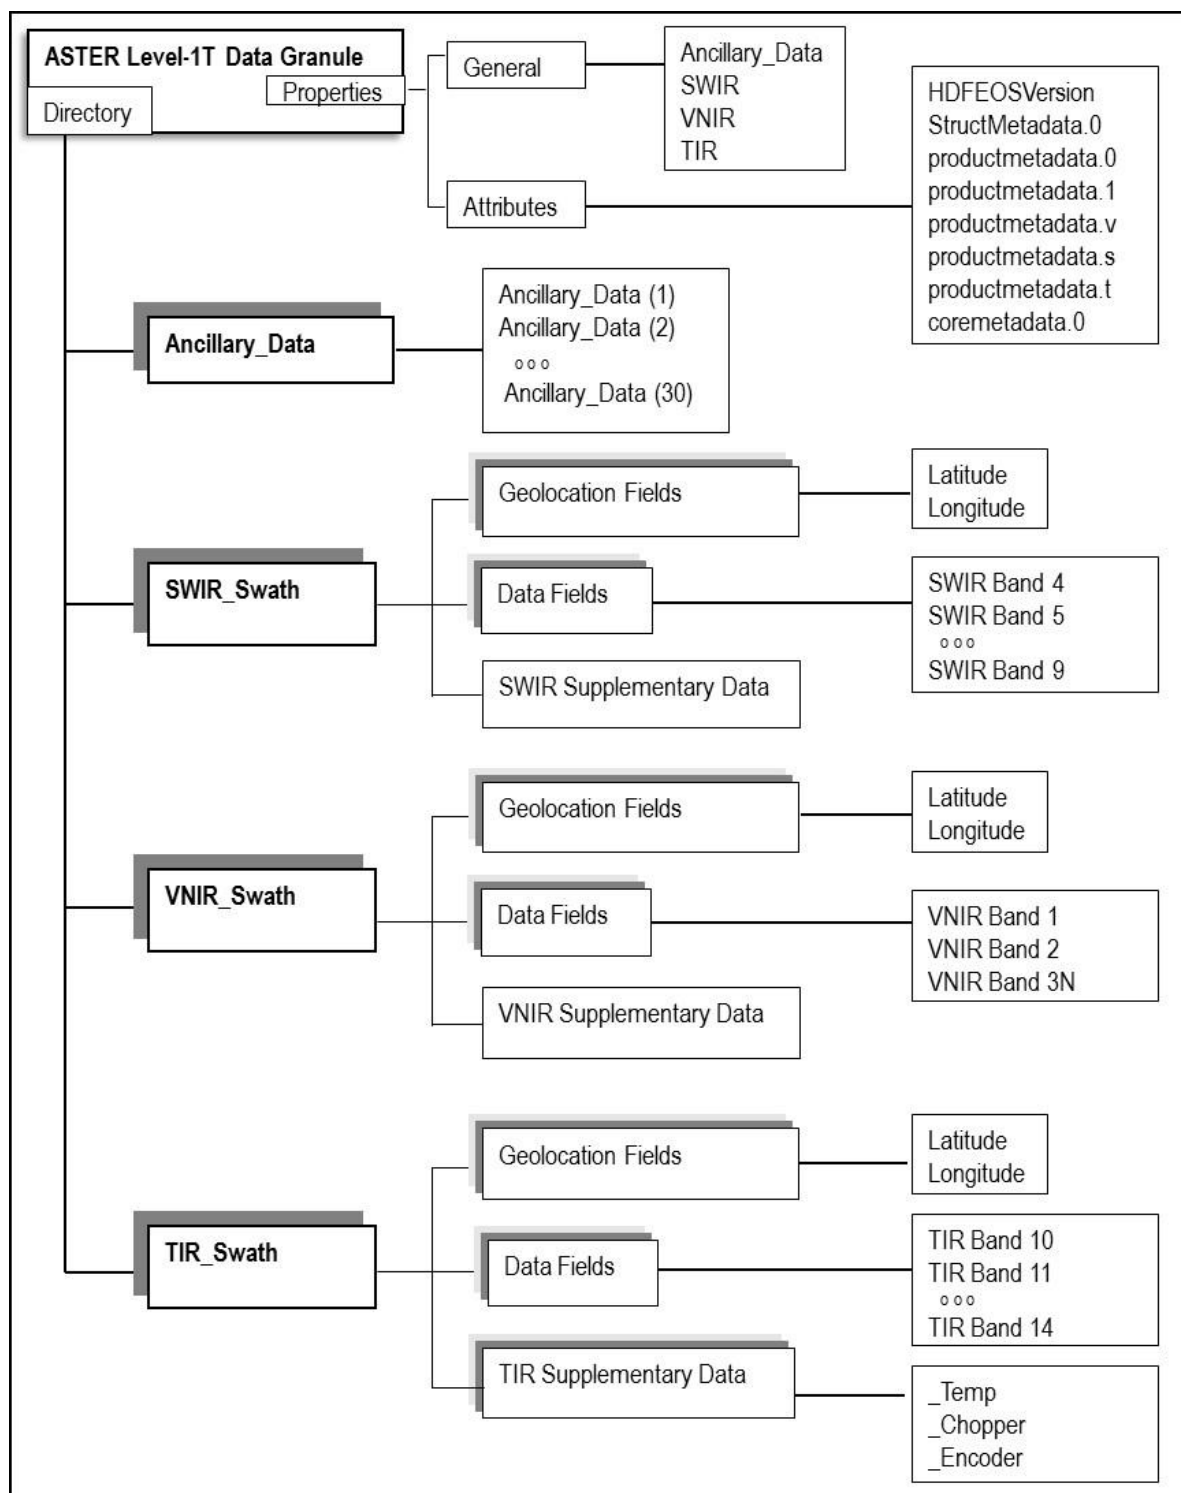 ASTER Level-1T Data Granule
Properties
Directory
General
Ancillary_Data
SWIR
VNIR
TIR
Attributes
HDFEOSVersion
StructMetadata.0
productmetadata.0
productmetadata.1
productmetadata.v
productmetadata.s
productmetadata.t
coremetadata.0
Ancillary_Data
Ancillary_Data (1)
Ancillary_Data (2)
o o o
Ancillary_Data (30)
SWIR_Swath
Geolocation Fields
Latitude
Longitude
Data Fields
SWIR Band 4
SWIR Band 5
o o o
SWIR Band 9
SWIR Supplementary Data
VNIR_Swath
Geolocation Fields
Latitude
Longitude
Data Fields
VNIR Band 1
VNIR Band 2
VNIR Band 3N
VNIR Supplementary Data
TIR_Swath
Geolocation Fields
Latitude
Longitude
Data Fields
TIR Band 10
TIR Band 11
o o o
TIR Band 14
TIR Supplementary Data
_Temp
_Chopper
_Encoder